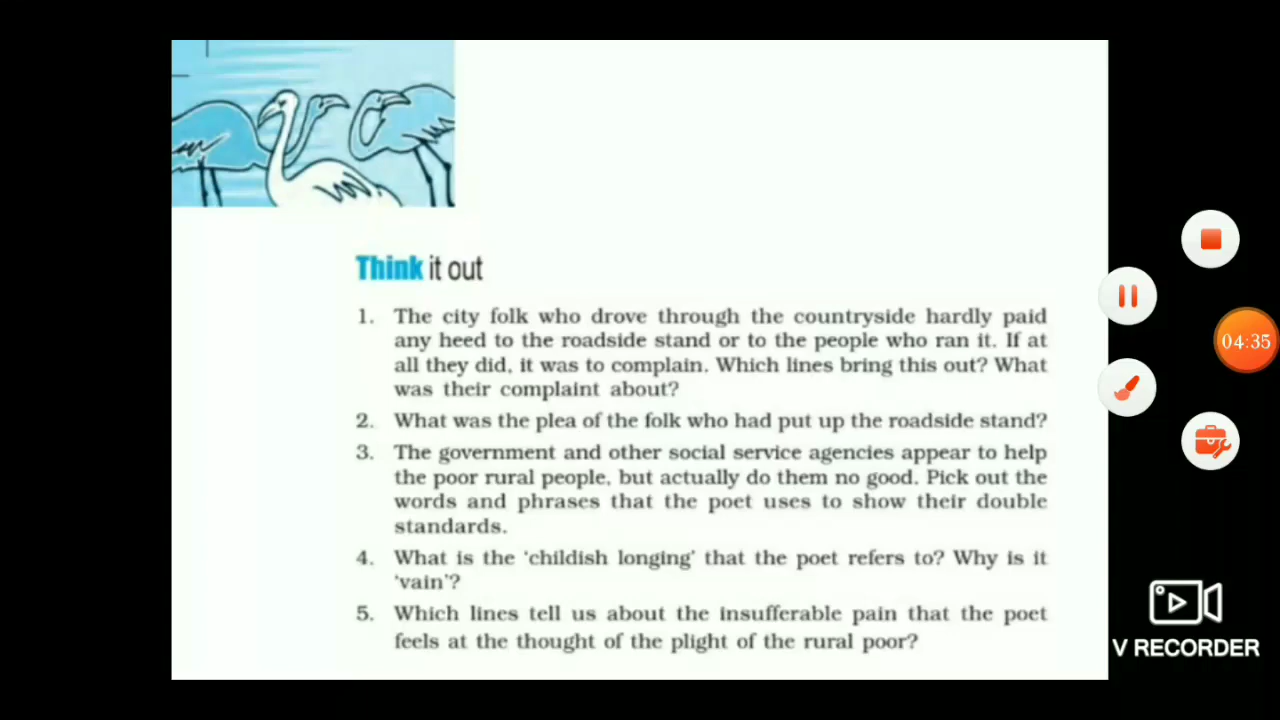 Think it out
1. The city folk who drove through the countryside hardly paid
any heed to the roadside stand or to the people who ran it. If at
all they did, it was to complain. Which lines bring this out? What
was their complaint about?
2. What was the plea of the folk who had put up the roadside stand?
3. The government and other social service agencies appear to help
the poor rural people, but actually do them no good. Pick out the
words and phrases that the poet uses to show their double
standards.
4. What is the ‘childish longing’ that the poet refers to? Why is it
‘vain’?
5. Which lines tell us about the insufferable pain that the poet
feels at the thought of the plight of the rural poor?
04:35
V RECORDER